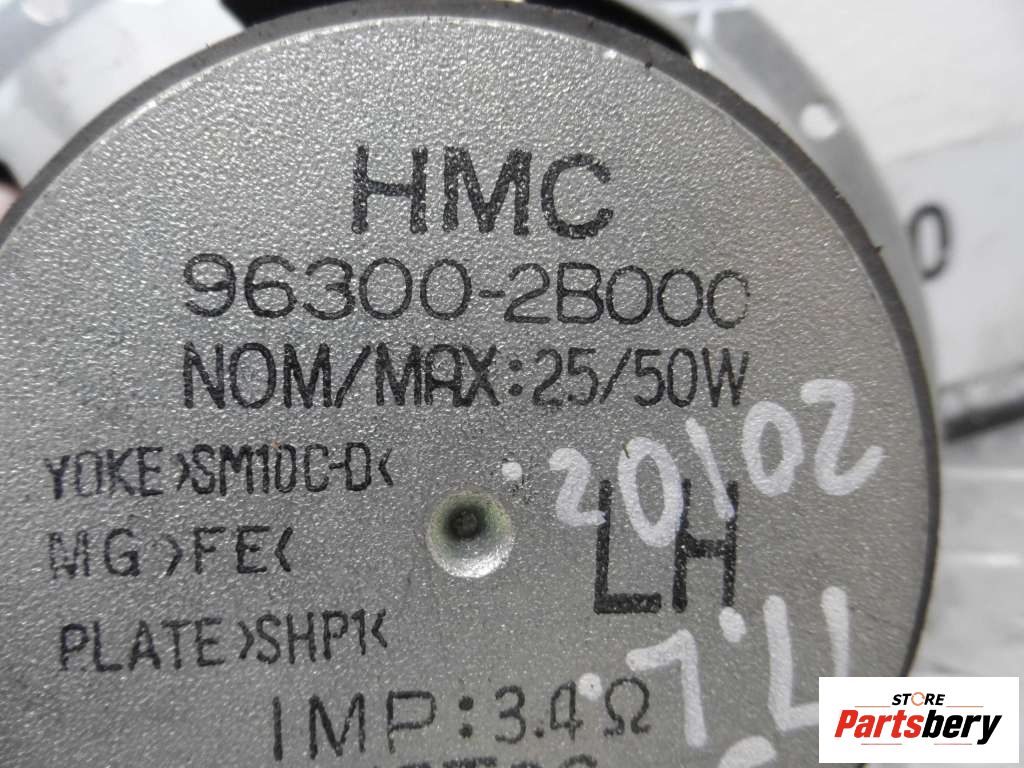 HMC
96300-2B000
NOM/MAX:25/50W
YOKE>SM10C-D<
20102
MG>FE<
LH
PLATE>SHP1<
IMP:3.4Ω
STORE
Partsbery